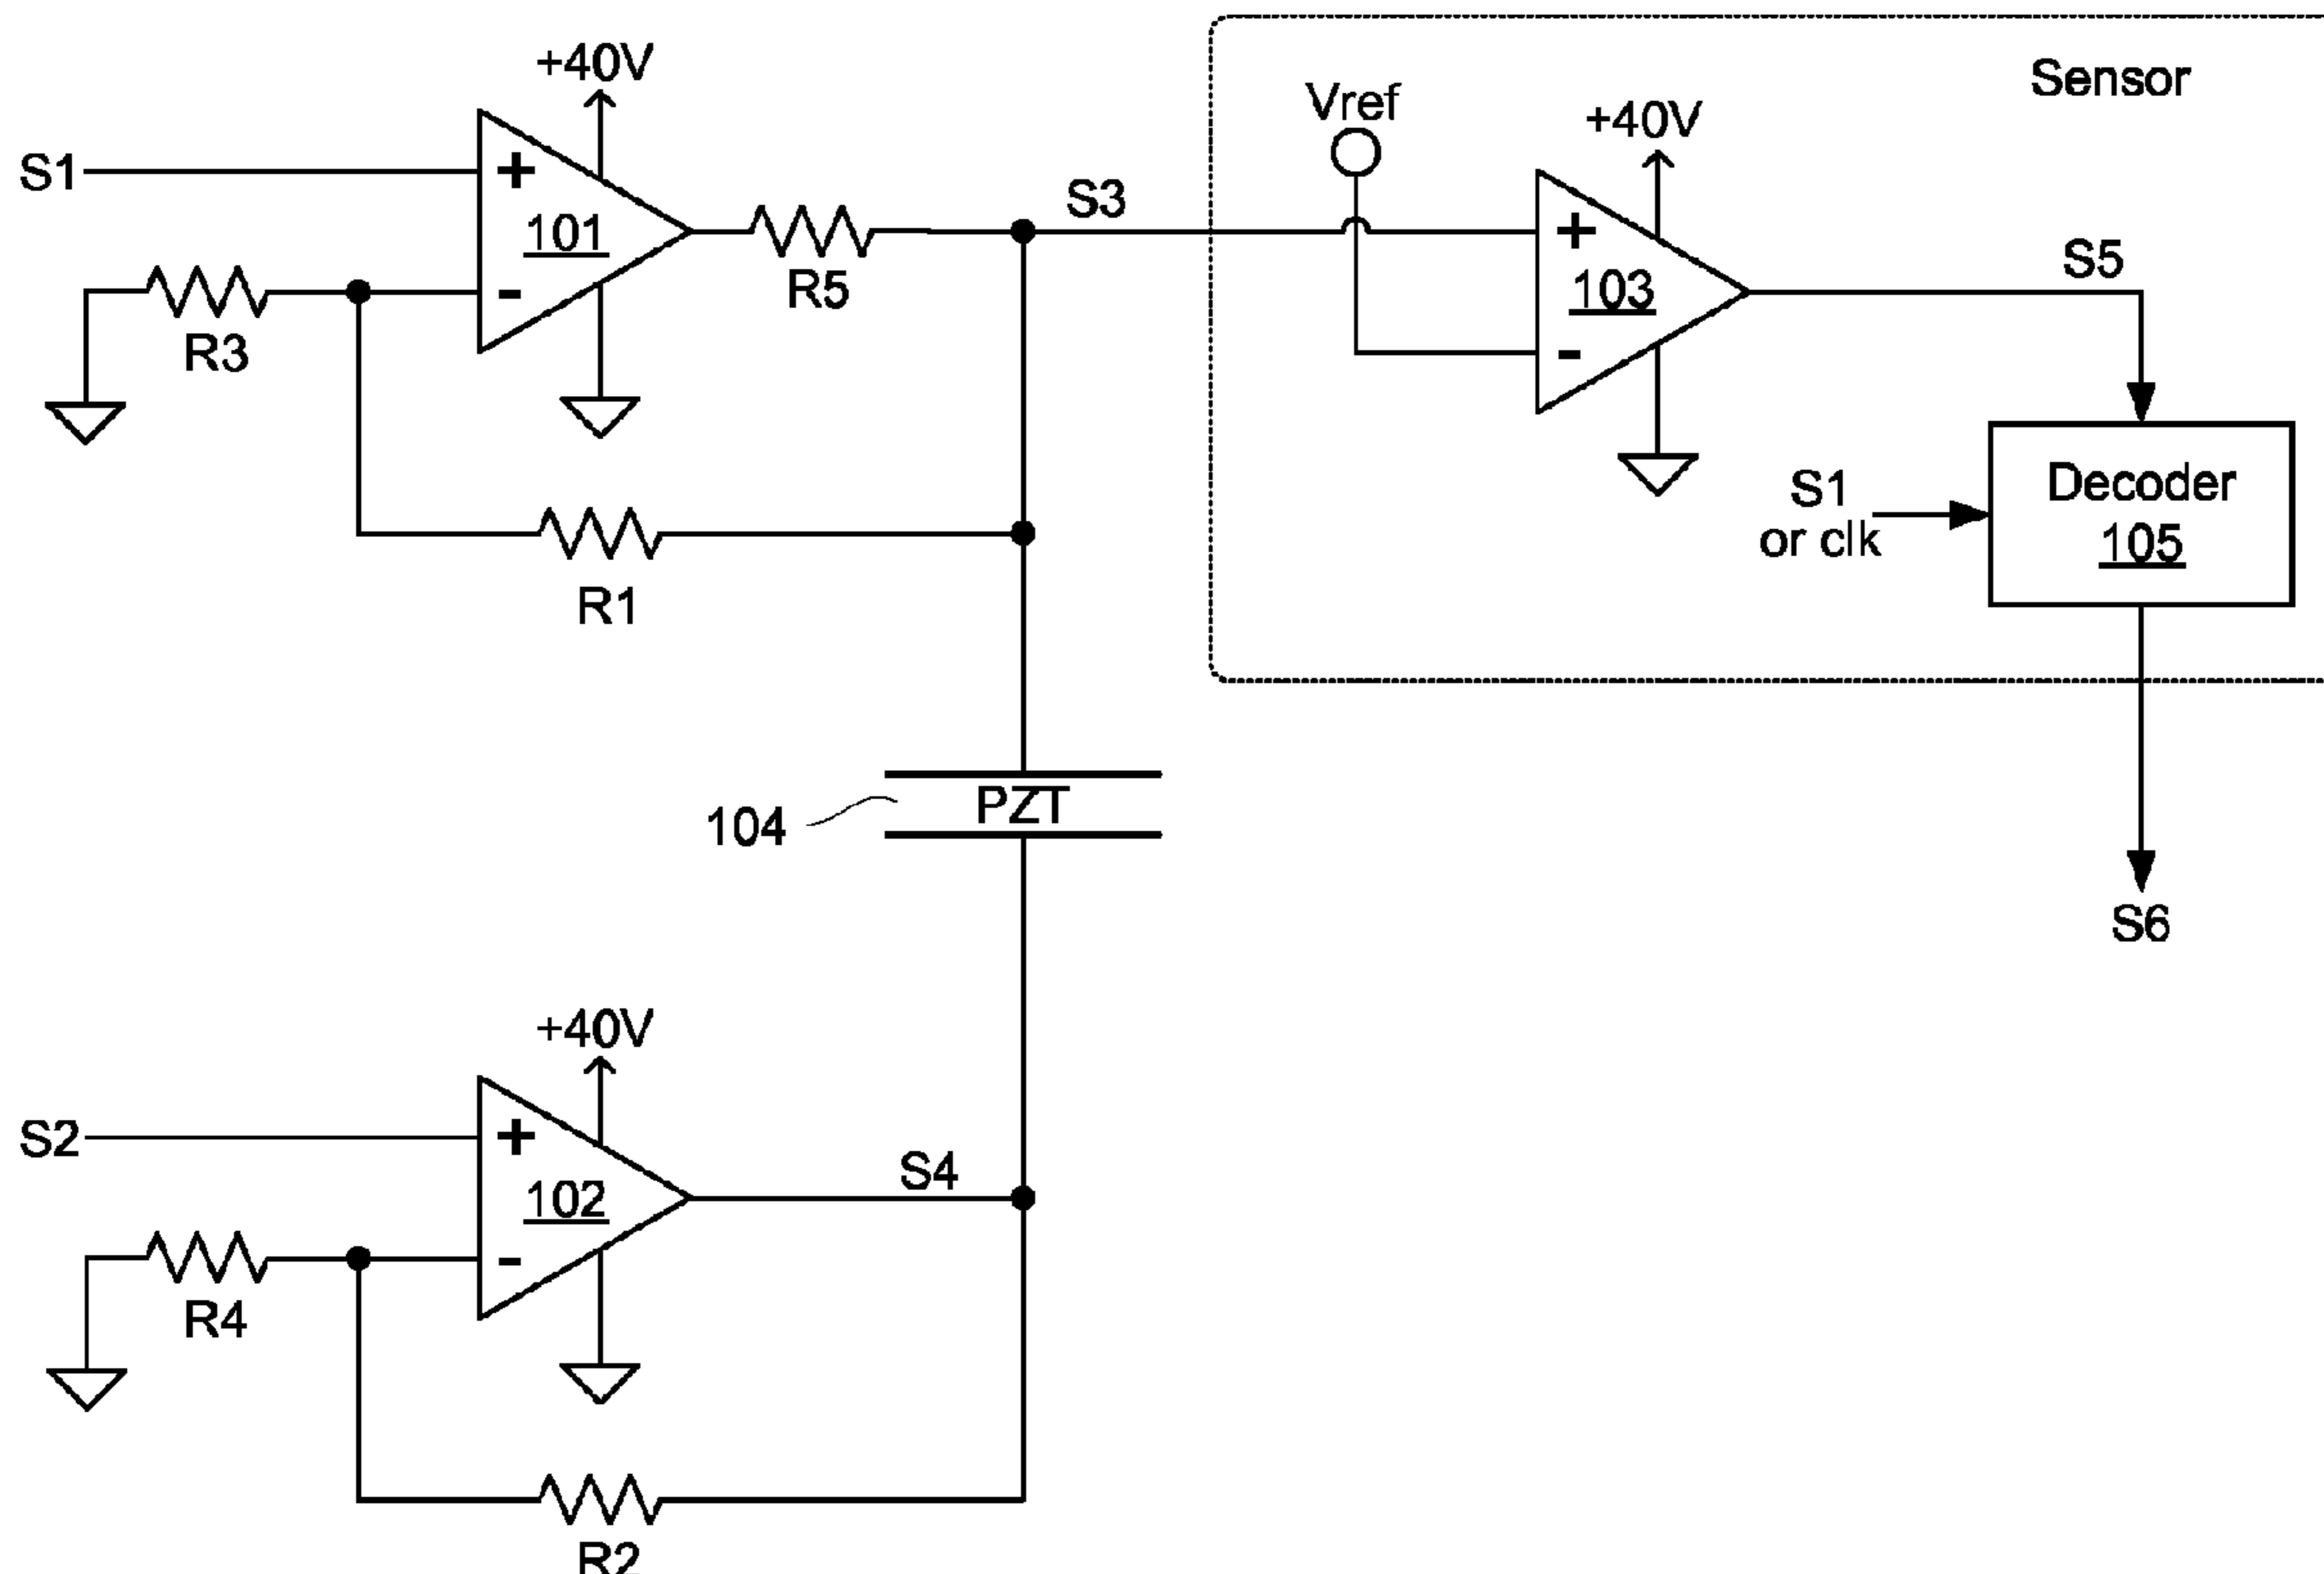 Sensor
+40V
Vref
+40V
S1
+
101
-
R5
S3
+
103
-
S5
R3
R1
S1
or clk
Decoder
105
PZT
104
S6
+40V
S2
+
102
-
S4
R4
R2